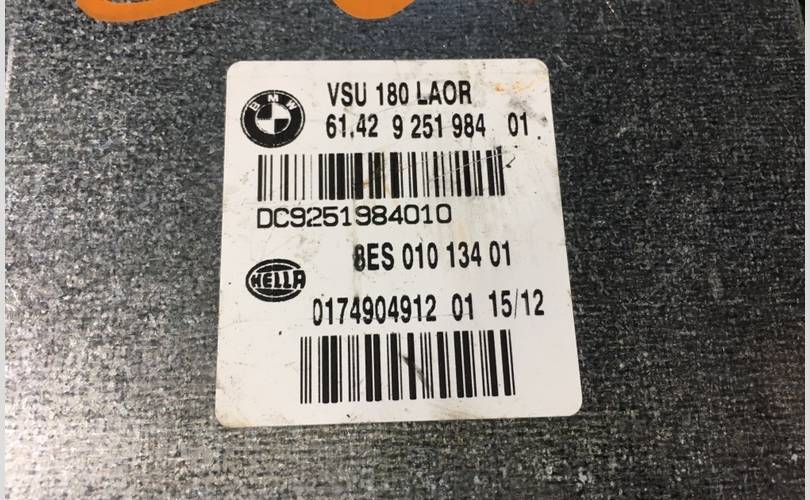 BMW
VSU 180 LAOR
61.42 9 251 984 01
DC9251984010
8ES 010 134 01
HELLA
0174904912 01 15/12